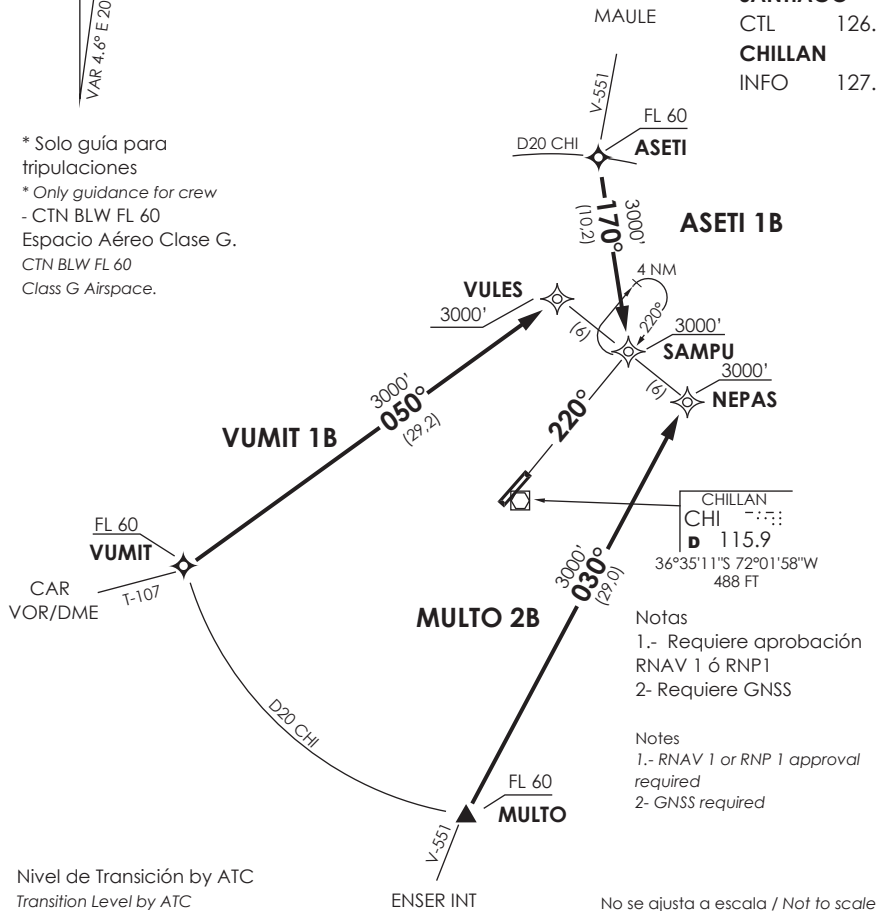 SANTIAGO
CTL 126.
CHILLAN
INFO 127.
MAULE
VAR 4.6º E 20
V-551
FL 60
D20 CHI
ASETI
* Solo guía para
tripulaciones
* Only guidance for crew
- CTN BLW FL 60
Espacio Aéreo Clase G.
CTN BLW FL 60
Class G Airspace.
3000'
170°
(10,2)
ASETI 1B
4 NM
220°
VULES
3000'
(6)
3000'
SAMPU
(6)
3000'
NEPAS
3000'
050°
(29,2)
VUMIT 1B
220°
FL 60
VUMIT
CAR
VOR/DME
T-107
CHILLAN
CHI
D 115.9
36°35'11"S 72°01'58"W
488 FT
3000'
030°
(29,0)
MULTO 2B
D20 CHI
Notas
1.- Requiere aprobación
RNAV 1 ó RNP1
2- Requiere GNSS
Notes
1.- RNAV 1 or RNP 1 approval
required
2- GNSS required
FL 60
MULTO
V-551
ENSER INT
Nivel de Transición by ATC
Transition Level by ATC
No se ajusta a escala / Not to scale